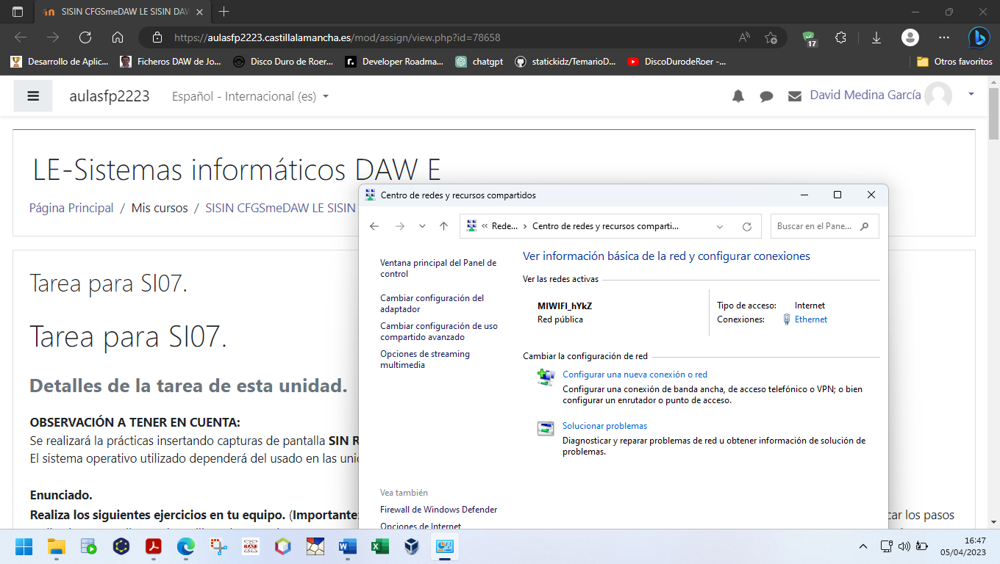 SISIN CFGSmeDAW LE SISIN DAW
https://aulasfp2223.castillalamancha.es/mod/assign/view.php?id=78658
17
Desarrollo de Aplic...
Ficheros DAW de Jo...
Disco Duro de Roer...
Developer Roadma...
chatgpt
statickidz/TemarioD...
DiscoDurodeRoer -...
Otros favoritos
aulasfp2223
Español - Internacional (es)
David Medina García
LE-Sistemas informáticos DAW E
Página Principal / Mis cursos / SISIN CFGSmeDAW LE SISIN
Tarea para SI07.
Tarea para SI07.
Detalles de la tarea de esta unidad.
OBSERVACIÓN A TENER EN CUENTA:
Se realizará la prácticas insertando capturas de pantalla SIN
El sistema operativo utilizado dependerá del usado en las
Enunciado.
Realiza los siguientes ejercicios en tu equipo. (Importante:
los pasos
Centro de redes y recursos compartidos
« Rede... > Centro de redes y recursos comparti...
Buscar en el Pane...
Ventana principal del Panel de
control
Cambiar configuración del
adaptador
Cambiar configuración de uso
compartido avanzado
Opciones de streaming
multimedia
Ver información básica de la red y configurar conexiones
Ver las redes activas
MIWIFI_hYkZ
Red pública
Tipo de acceso: Internet
Conexiones: Ethernet
Cambiar la configuración de red
Configurar una nueva conexión o red
Configurar una conexión de banda ancha, de acceso telefónico o VPN; o bien
configurar un enrutador o punto de acceso.
Solucionar problemas
Diagnosticar y reparar problemas de red u obtener información de solución de
problemas.
Vea también
Firewall de Windows Defender
Opciones de Internet
BASE
16:47
05/04/2023